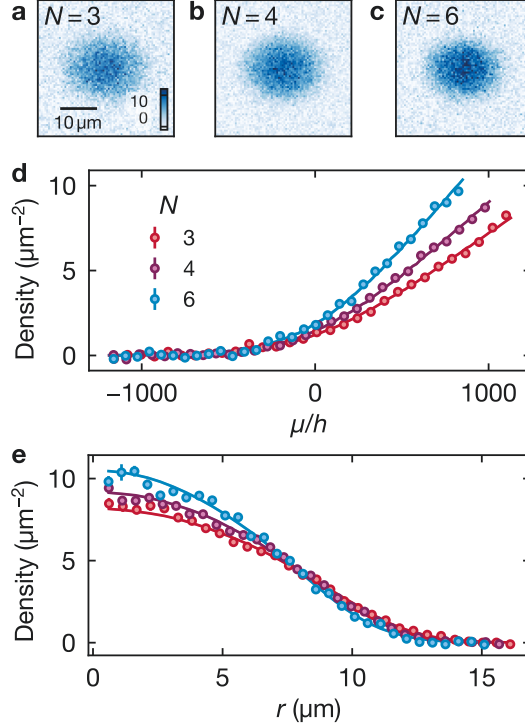 a N = 3
b N = 4
c N = 6
10 µm
10
0
d
10
5
0
Density (µm⁻²)
N
3
4
6
−1000 0 1000
µ/h
e
10
5
0
Density (µm⁻²)
0 5 10 15
r (µm)